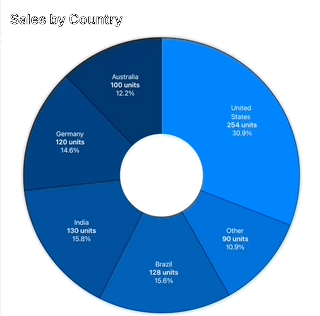 Sales by Country
Australia
100 units
12.2%
United
States
254 units
30.9%
Germany
120 units
14.6%
India
130 units
15.8%
Other
90 units
10.9%
Brazil
128 units
15.6%